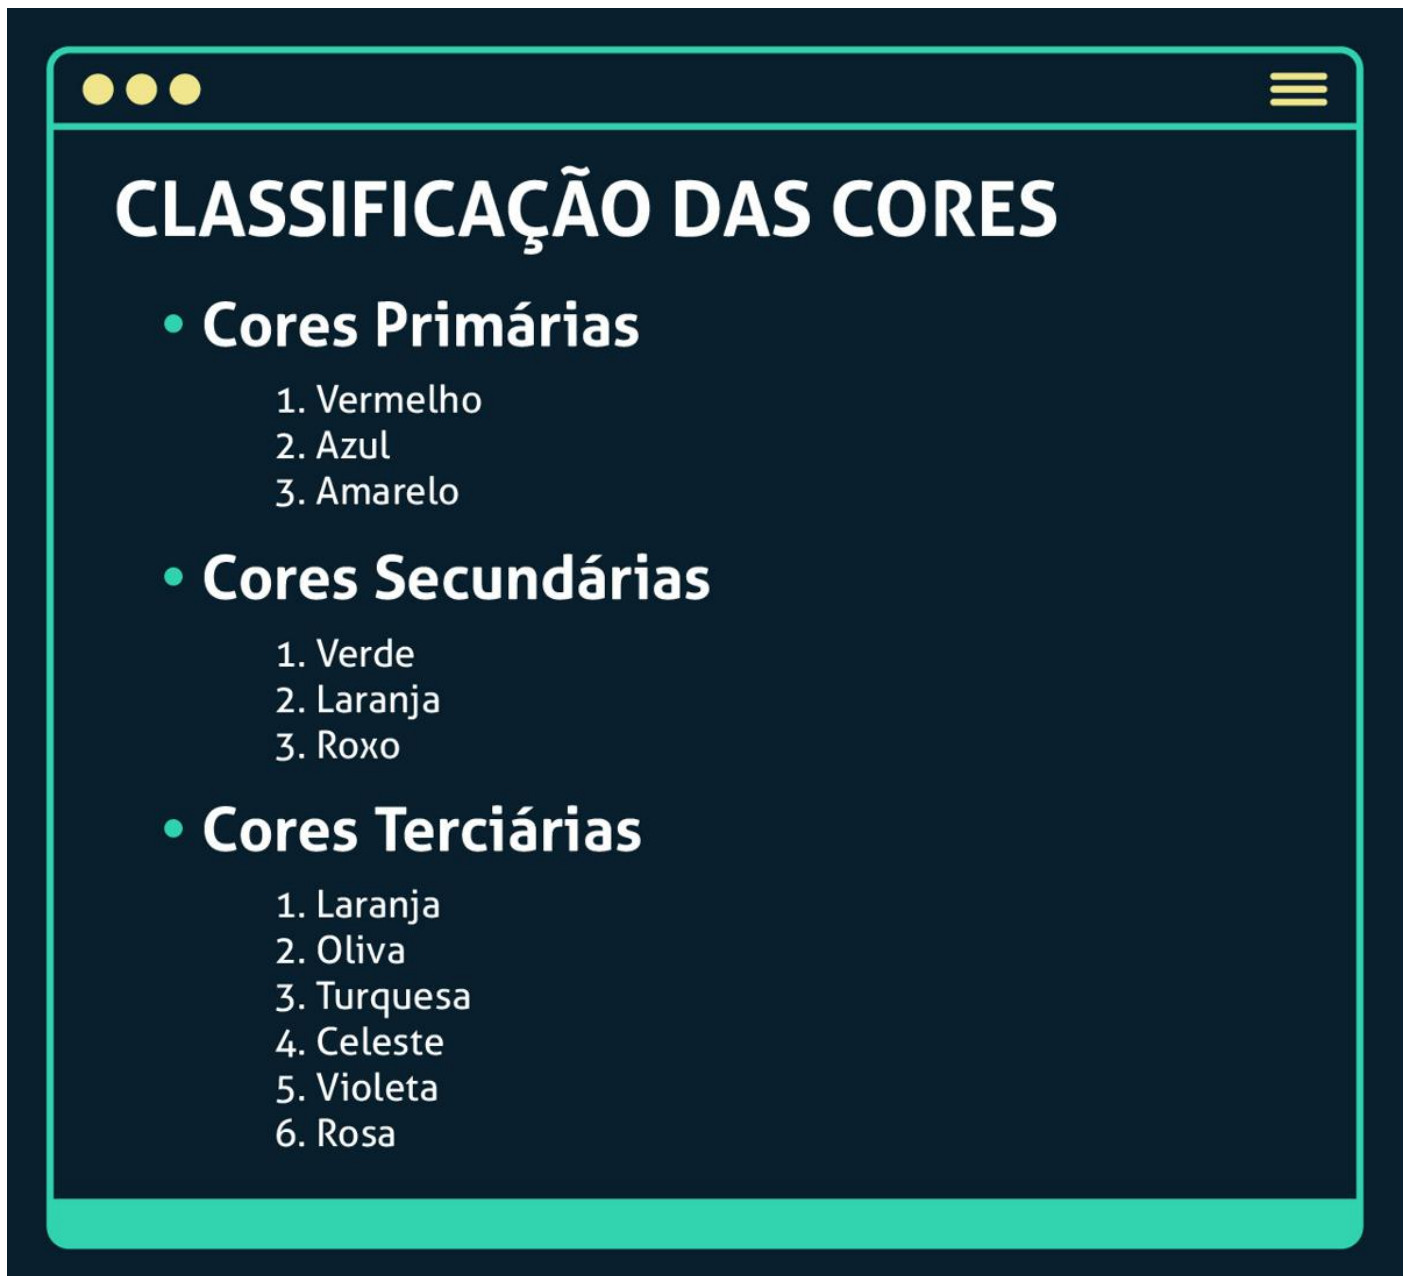 CLASSIFICAÇÃO DAS CORES
• Cores Primárias
1. Vermelho
2. Azul
3. Amarelo
• Cores Secundárias
1. Verde
2. Laranja
3. Roxo
• Cores Terciárias
1. Laranja
2. Oliva
3. Turquesa
4. Celeste
5. Violeta
6. Rosa